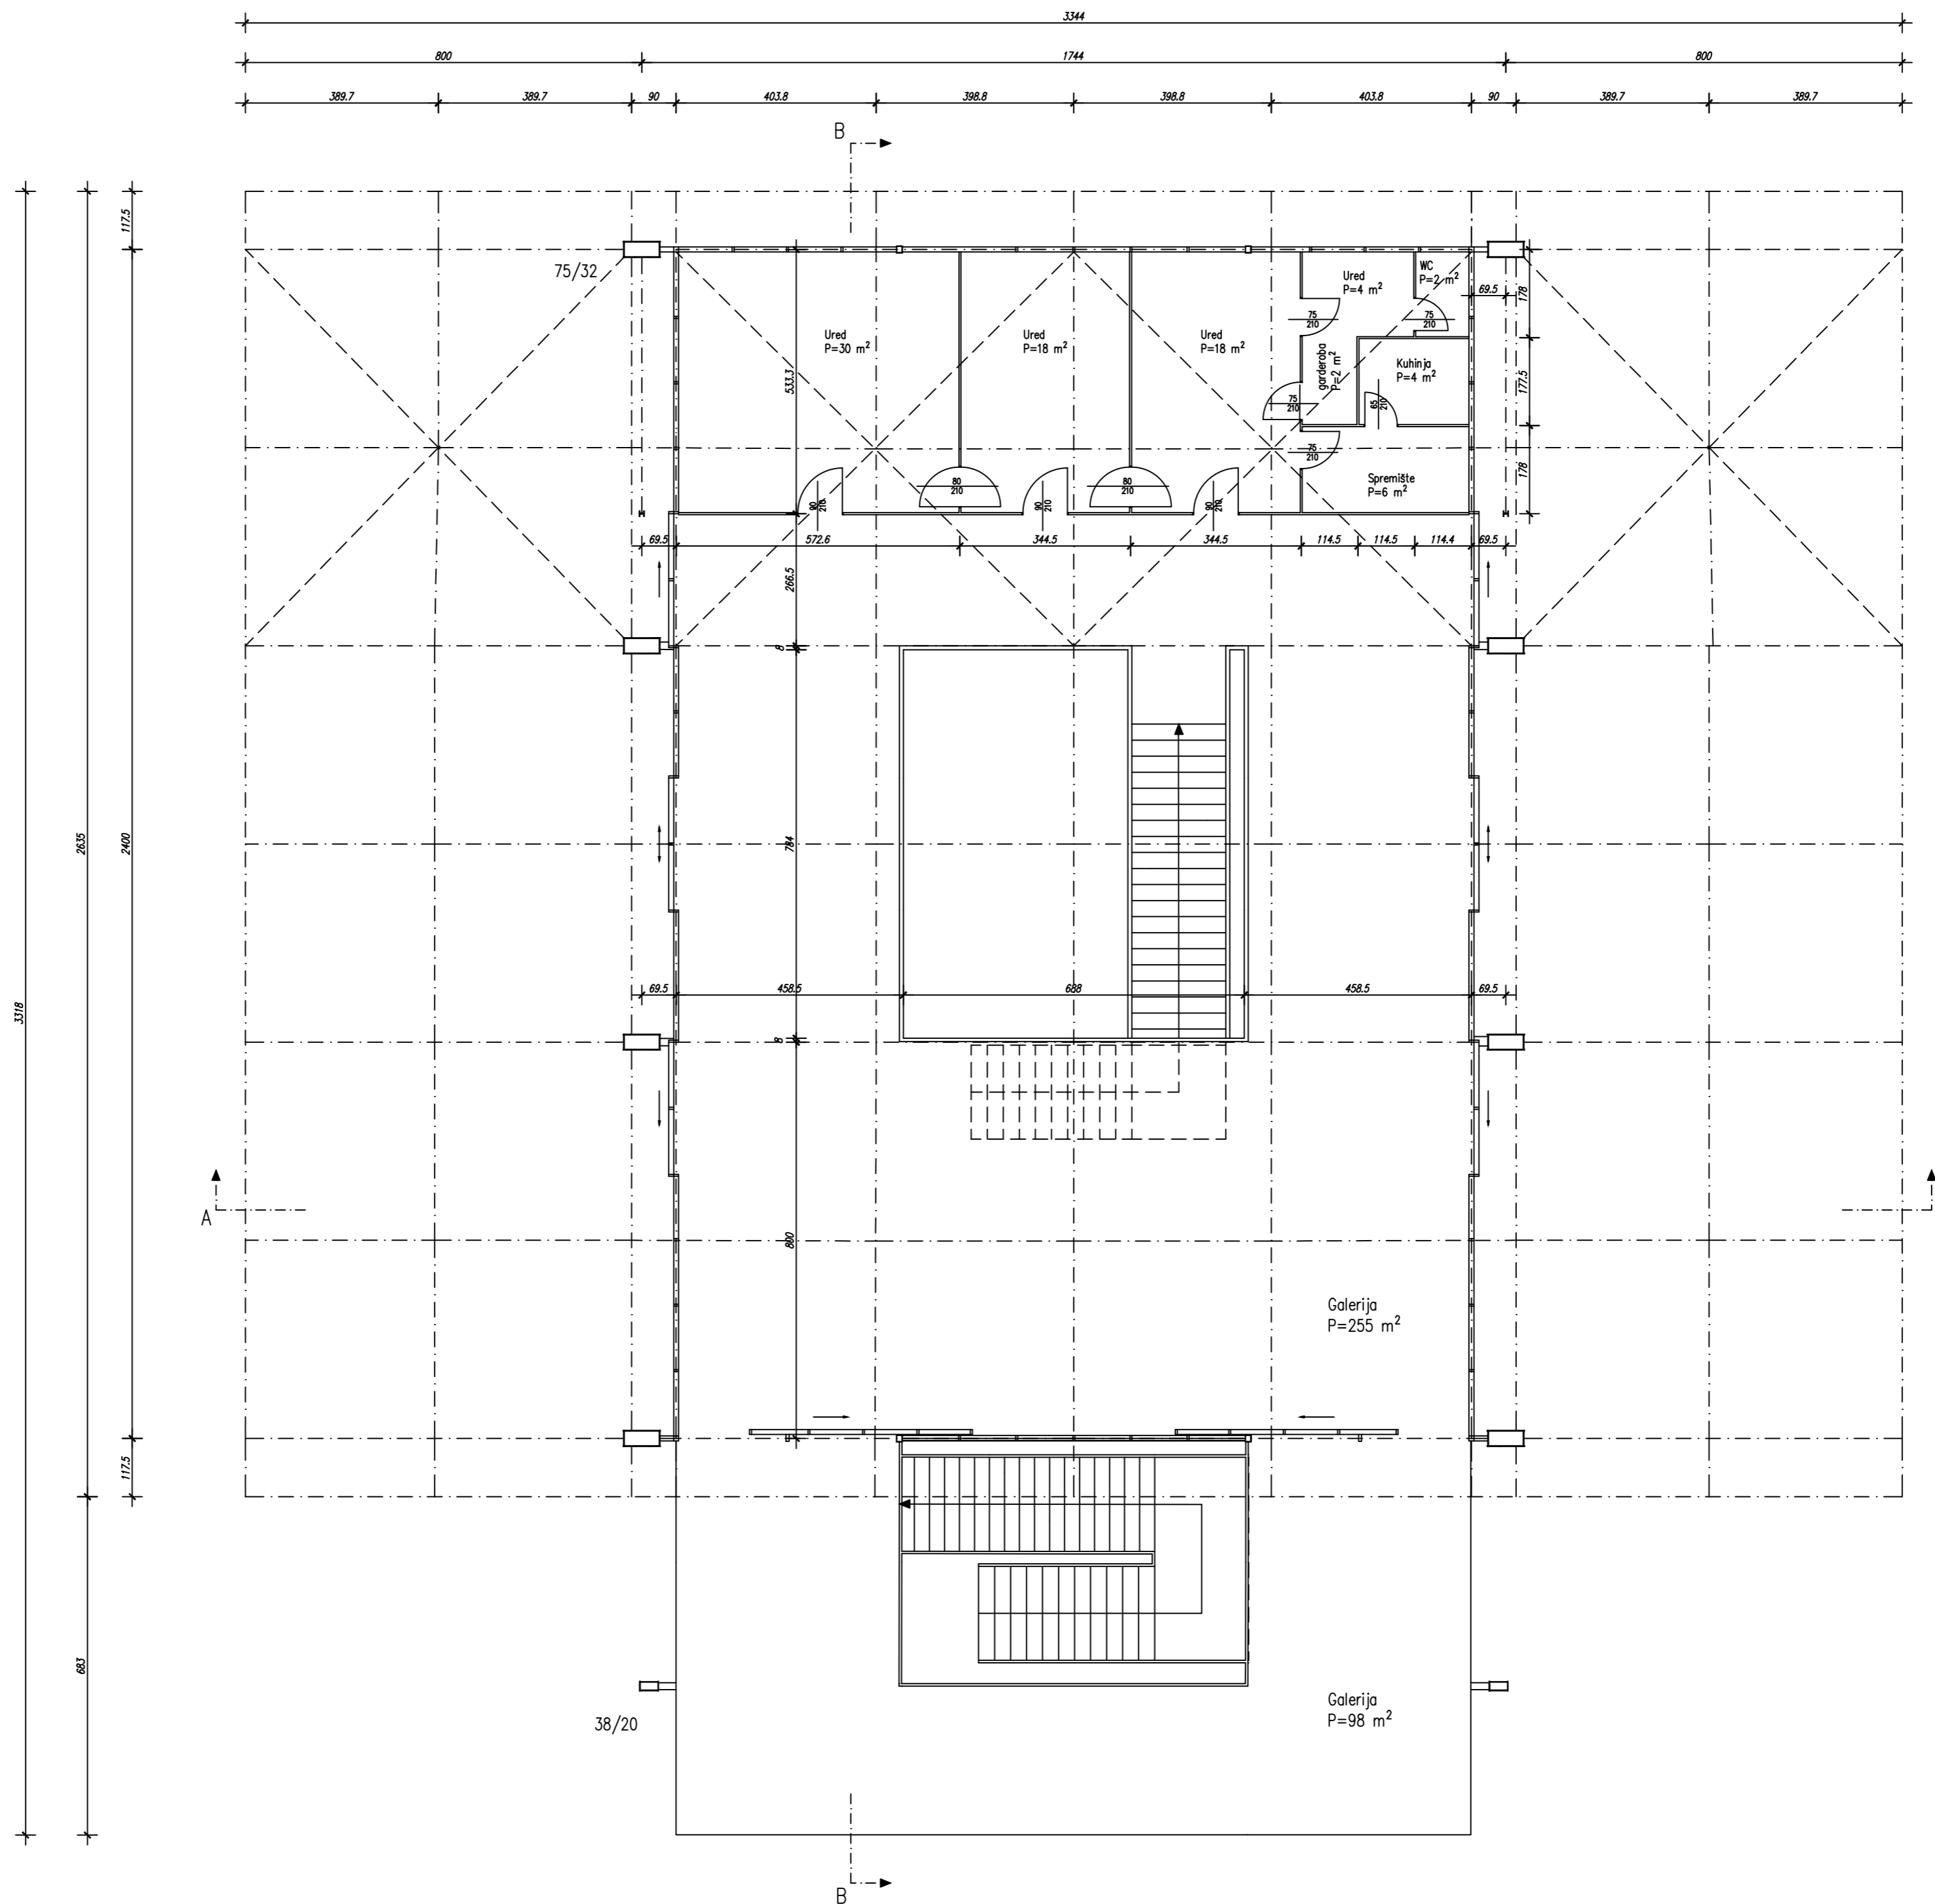 3344
800
1744
800
389.7
389.7
90
403.8
398.8
398.8
403.8
90
389.7
389.7
B
117.5
75/32
WC
P=2 m²
Ured
P=4 m²
69.5
178
75
210
75
210
Ured
P=30 m²
Ured
P=18 m²
Ured
P=18 m²
garderoba
P=2 m²
Kuhinja
P=4 m²
533.3
177.5
75
210
65
210
75
210
Spremište
P=6 m²
178
90
210
80
210
90
210
80
210
90
210
69.5
572.6
344.5
344.5
114.5
114.5
114.4
69.5
266.5
8
2635
2400
784
3318
69.5
458.5
688
458.5
69.5
8
A
800
Galerija
P=255 m²
117.5
683
38/20
Galerija
P=98 m²
B